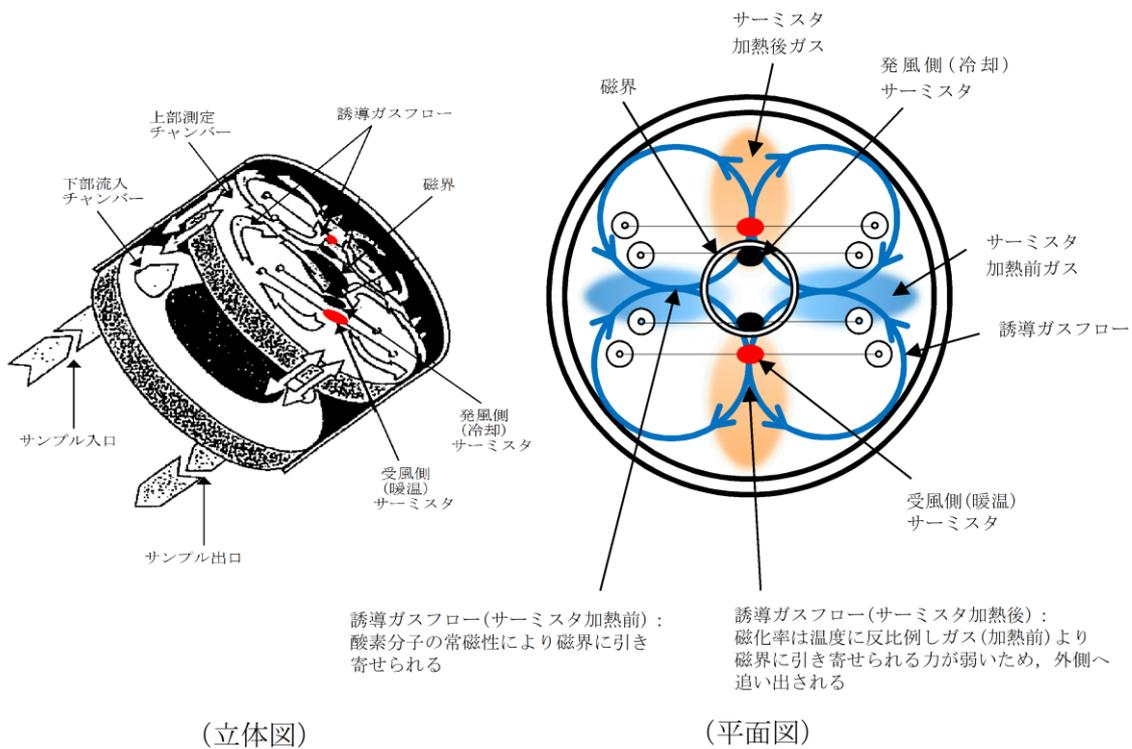 上部測定
チャンバー
誘導ガスフロー
下部流入
チャンバー
磁界
サンプル入口
サンプル出口
発風側
(冷却)
サーミスタ
受風側
(暖温)
サーミスタ
サーミスタ
加熱後ガス
磁界
発風側(冷却)
サーミスタ
サーミスタ
加熱前ガス
誘導ガスフロー
受風側(暖温)
サーミスタ
誘導ガスフロー(サーミスタ加熱前):
酸素分子の常磁性により磁界に引き
寄せられる
誘導ガスフロー(サーミスタ加熱後):
磁化率は温度に反比例しガス(加熱前)より
磁界に引き寄せられる力が弱いため，外側へ
追い出される
(立体図)
(平面図)